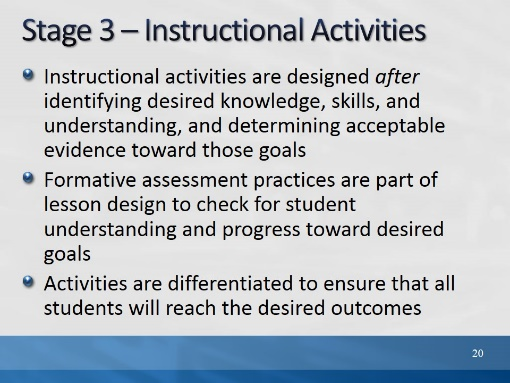 Stage 3 – Instructional Activities
Instructional activities are designed after
identifying desired knowledge, skills, and
understanding, and determining acceptable
evidence toward those goals
Formative assessment practices are part of
lesson design to check for student
understanding and progress toward desired
goals
Activities are differentiated to ensure that all
students will reach the desired outcomes
20